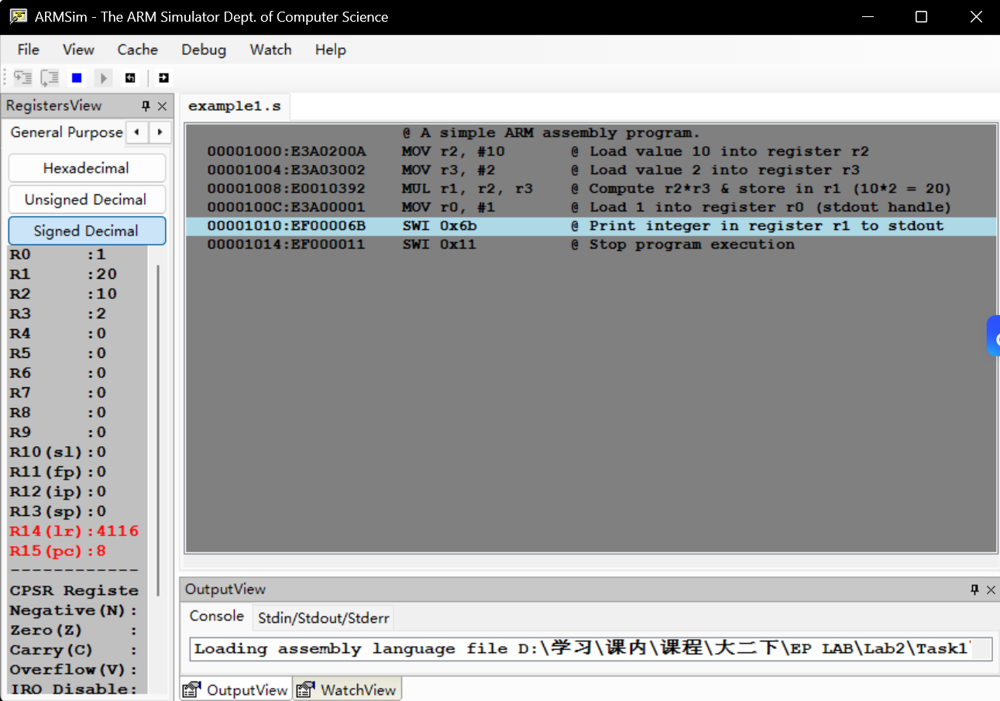 ARMSim - The ARM Simulator Dept. of Computer Science
File View Cache Debug Watch Help
RegistersView
General Purpose
Hexadecimal
Unsigned Decimal
Signed Decimal
R0 :1
R1 :20
R2 :10
R3 :2
R4 :0
R5 :0
R6 :0
R7 :0
R8 :0
R9 :0
R10(sl):0
R11(fp):0
R12(ip):0
R13(sp):0
R14(lr):4116
R15(pc):8
------------
CPSR Registe
Negative(N):
Zero(Z) :
Carry(C) :
Overflow(V):
IRQ Disable:
example1.s
@ A simple ARM assembly program.
00001000:E3A0200A MOV r2, #10 @ Load value 10 into register r2
00001004:E3A03002 MOV r3, #2 @ Load value 2 into register r3
00001008:E0010392 MUL r1, r2, r3 @ Compute r2*r3 & store in r1 (10*2 = 20)
0000100C:E3A00001 MOV r0, #1 @ Load 1 into register r0 (stdout handle)
00001010:EF00006B SWI 0x6b @ Print integer in register r1 to stdout
00001014:EF000011 SWI 0x11 @ Stop program execution
OutputView
Console Stdin/Stdout/Stderr
Loading assembly language file D:\学习\课内\课程\大二下\EP LAB\Lab2\Task1
OutputView WatchView